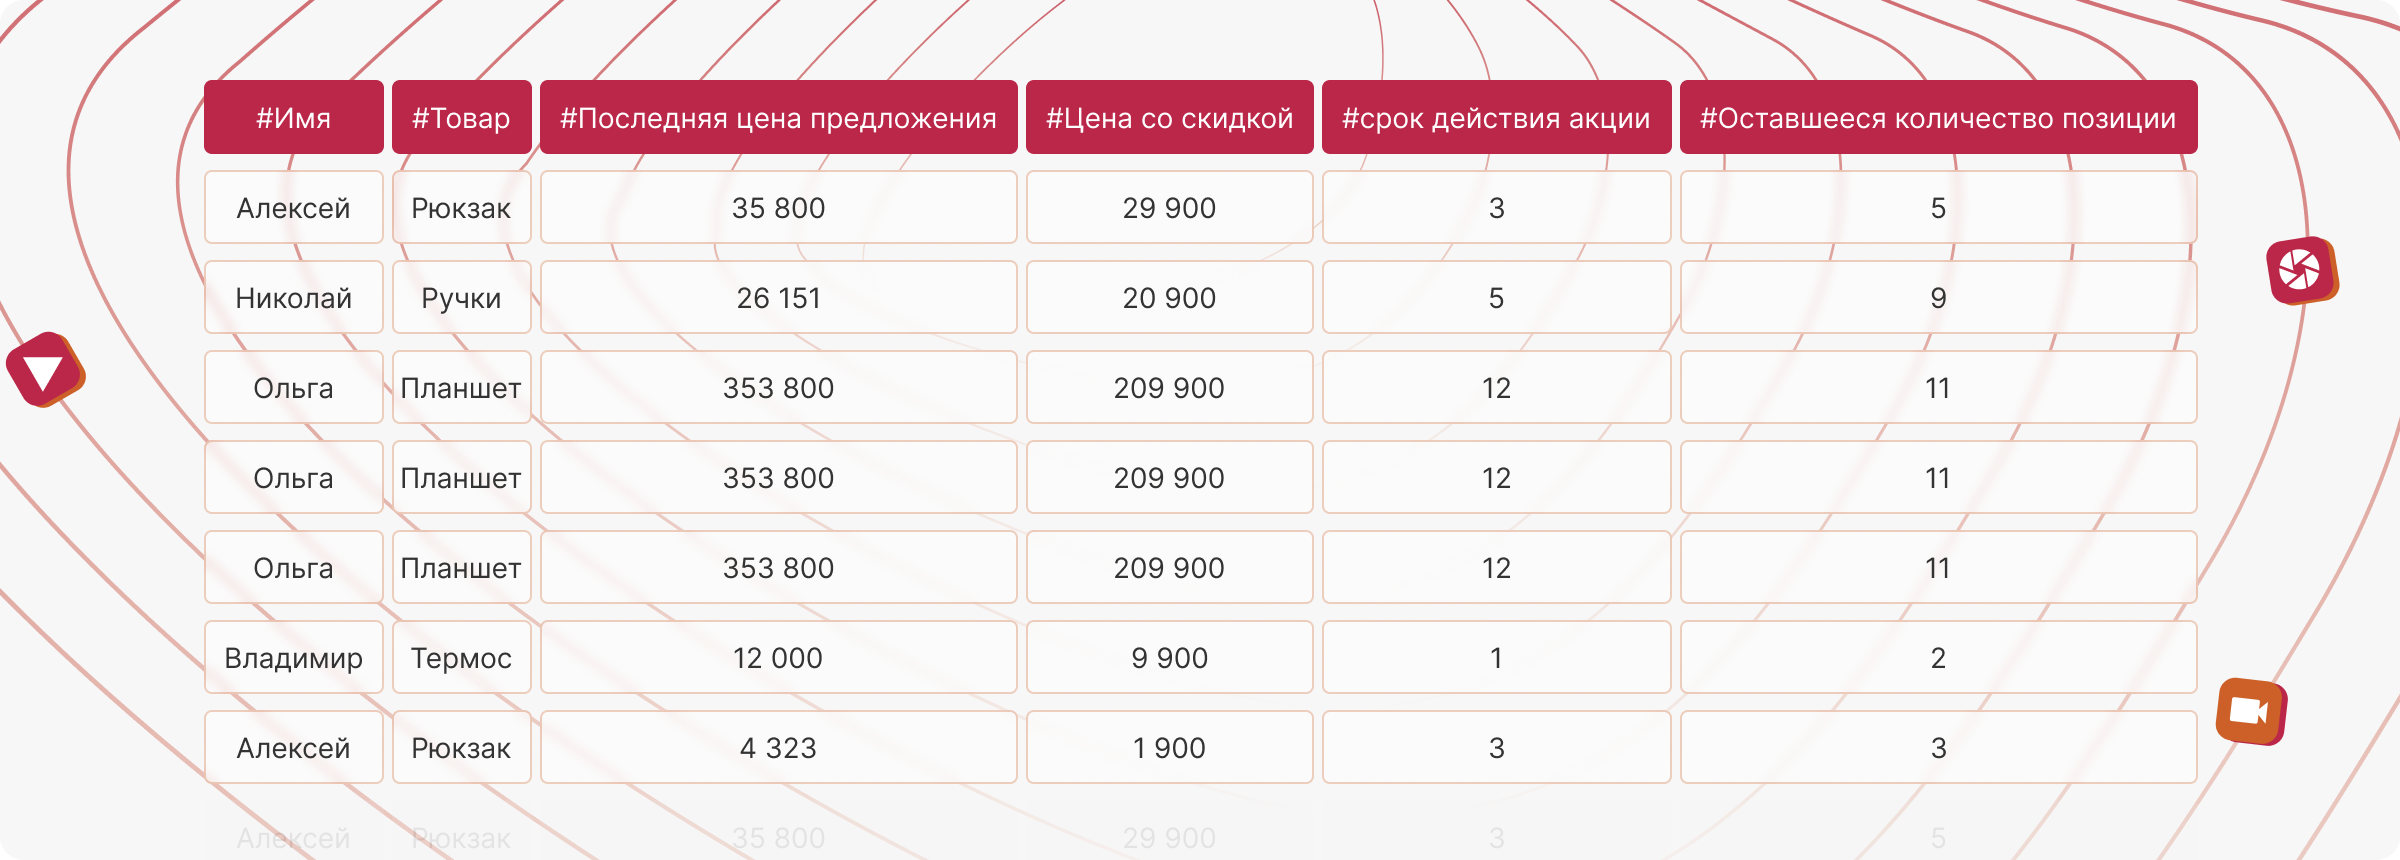 #Имя #Товар #Последняя цена предложения #Цена со скидкой #срок действия акции #Оставшееся количество позиции
Алексей Рюкзак 35 800 29 900 3 5
Николай Ручки 26 151 20 900 5 9
Ольга Планшет 353 800 209 900 12 11
Ольга Планшет 353 800 209 900 12 11
Ольга Планшет 353 800 209 900 12 11
Владимир Термос 12 000 9 900 1 2
Алексей Рюкзак 4 323 1 900 3 3
Алексей Рюкзак 35 800 29 900 3 5